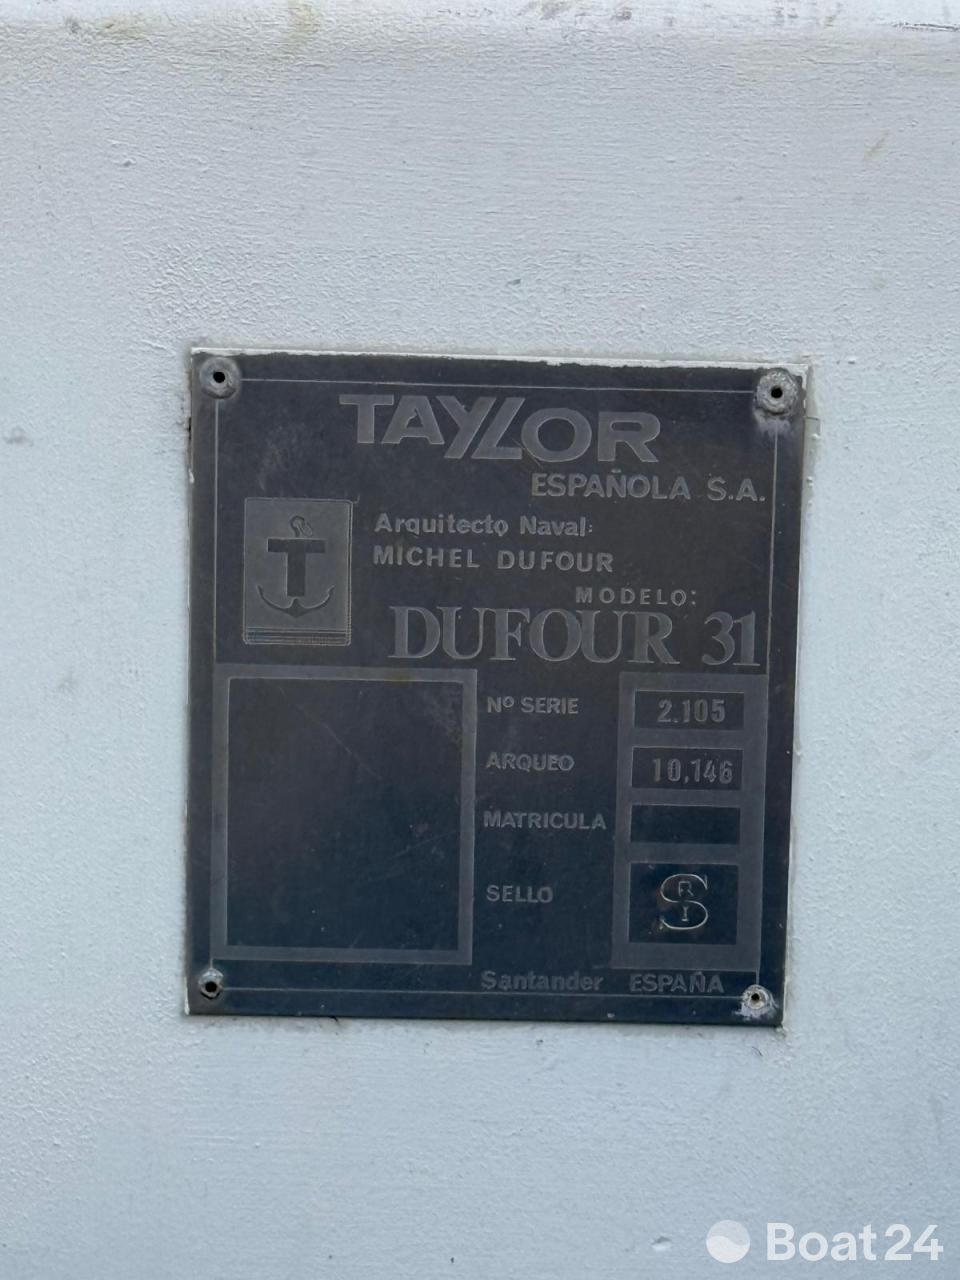 TAYLOR
ESPAÑOLA S.A.
Arquitecto Naval:
MICHEL DUFOUR
MODELO:
DUFOUR 31
T
Nº SERIE 2.105
ARQUEO 10,146
MATRICULA
SELLO S R I
Santander ESPAÑA
Boat24